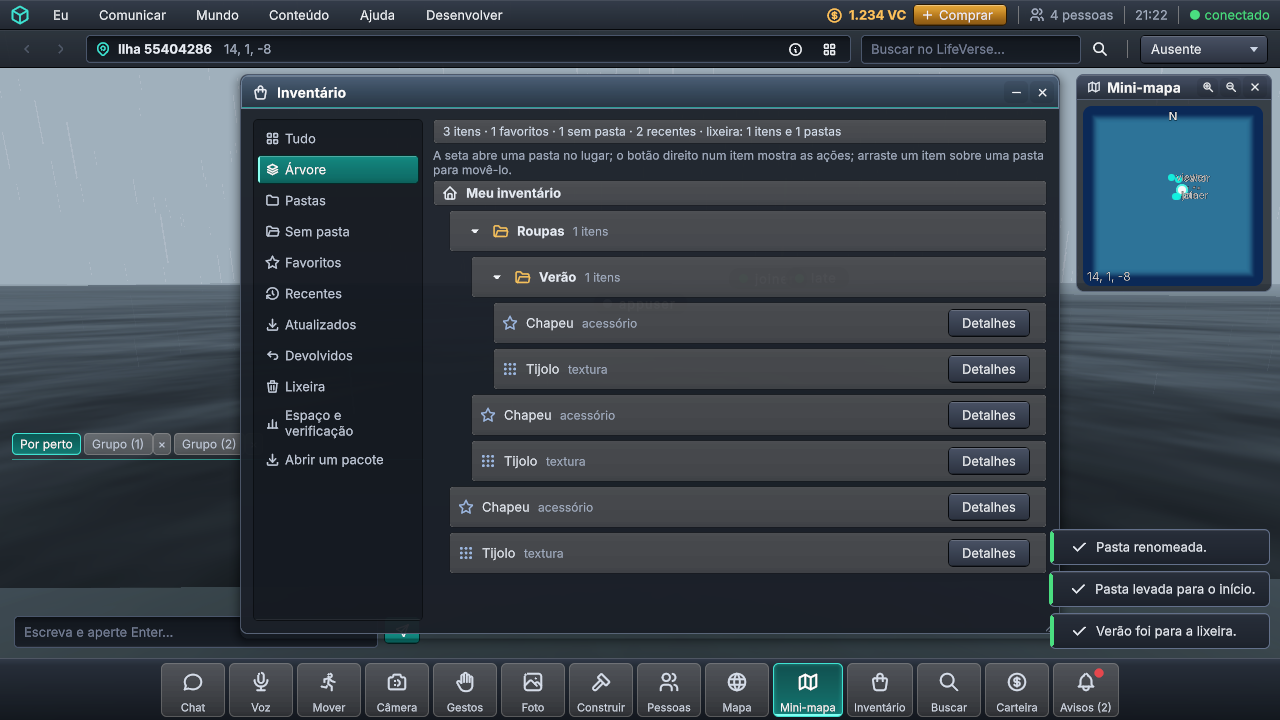 Eu
Comunicar
Mundo
Conteúdo
Ajuda
Desenvolver
1.234 VC
+ Comprar
4 pessoas
21:22
conectado
Ilha 55404286
14, 1, -8
Buscar no LifeVerse...
Ausente
Inventário
Mini-mapa
N
14, 1, -8
Tudo
Árvore
Pastas
Sem pasta
Favoritos
Recentes
Atualizados
Devolvidos
Lixeira
Espaço e
verificação
Abrir um pacote
3 itens · 1 favoritos · 1 sem pasta · 2 recentes · lixeira: 1 itens e 1 pastas
A seta abre uma pasta no lugar; o botão direito num item mostra as ações; arraste um item sobre uma pasta
para movê-lo.
Meu inventário
Roupas 1 itens
Verão 1 itens
Chapeu acessório Detalhes
Tijolo textura Detalhes
Chapeu acessório Detalhes
Tijolo textura Detalhes
Chapeu acessório Detalhes
Tijolo textura Detalhes
Por perto
Grupo (1) ×
Grupo (2)
Escreva e aperte Enter...
Pasta renomeada.
Pasta levada para o início.
Verão foi para a lixeira.
Chat
Voz
Mover
Câmera
Gestos
Foto
Construir
Pessoas
Mapa
Mini-mapa
Inventário
Buscar
Carteira
Avisos (2)